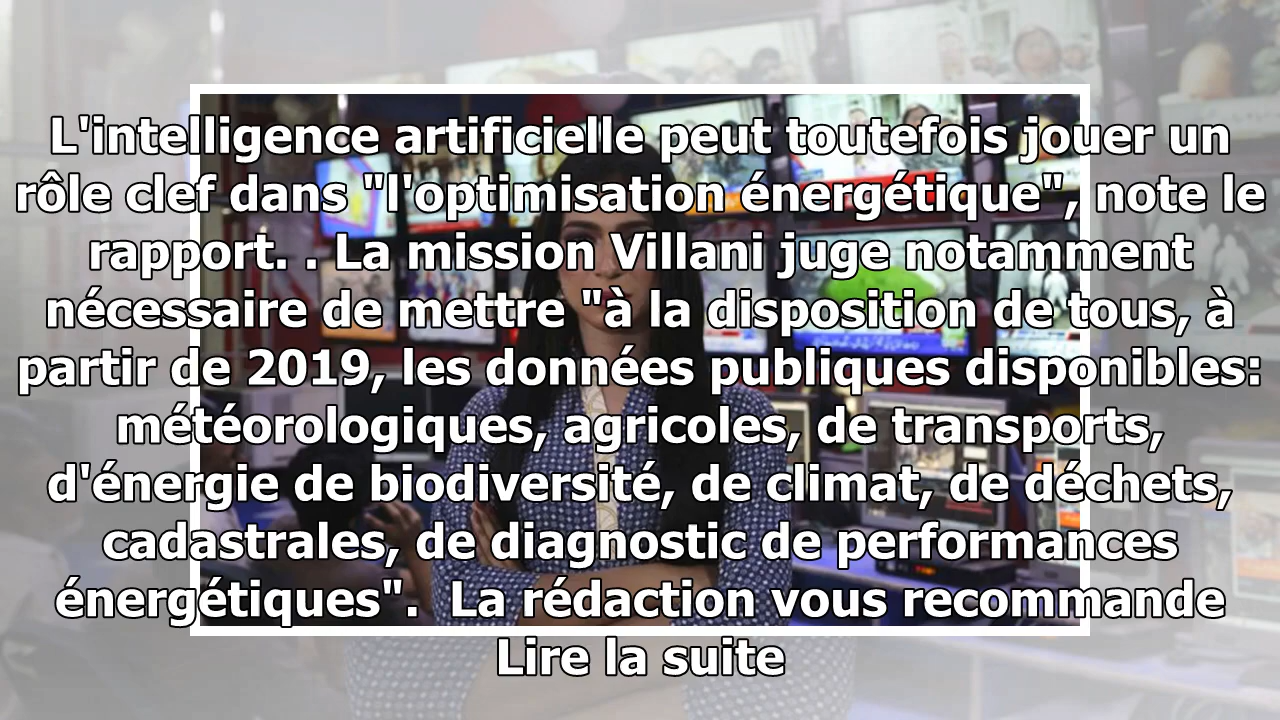 L'intelligence artificielle peut toutefois jouer un
rôle clef dans "l'optimisation énergétique", note le
rapport. . La mission Villani juge notamment
nécessaire de mettre "à la disposition de tous, à
partir de 2019, les données publiques disponibles:
météorologiques, agricoles, de transports,
d'énergie de biodiversité, de climat, de déchets,
cadastrales, de diagnostic de performances
énergétiques".  La rédaction vous recommande
Lire la suite